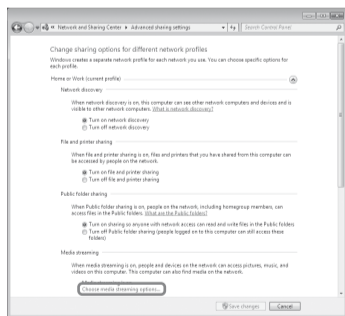 « Network and Sharing Center ▸ Advanced sharing settings
Search Control Panel
Change sharing options for different network profiles
Windows creates a separate network profile for each network you use. You can choose specific options for
each profile.
Home or Work (current profile)
Network discovery
When network discovery is on, this computer can see other network computers and devices and is
visible to other network computers. What is network discovery?
Turn on network discovery
Turn off network discovery
File and printer sharing
When file and printer sharing is on, files and printers that you have shared from this computer can
be accessed by people on the network.
Turn on file and printer sharing
Turn off file and printer sharing
Public folder sharing
When Public folder sharing is on, people on the network, including homegroup members, can
access files in the Public folders. What are the Public folders?
Turn on sharing so anyone with network access can read and write files in the Public folders
Turn off Public folder sharing (people logged on to this computer can still access these
folders)
Media streaming
When media streaming is on, people and devices on the network can access pictures, music, and
videos on this computer. This computer can also find media on the network.
Choose media streaming options...
Save changes
Cancel